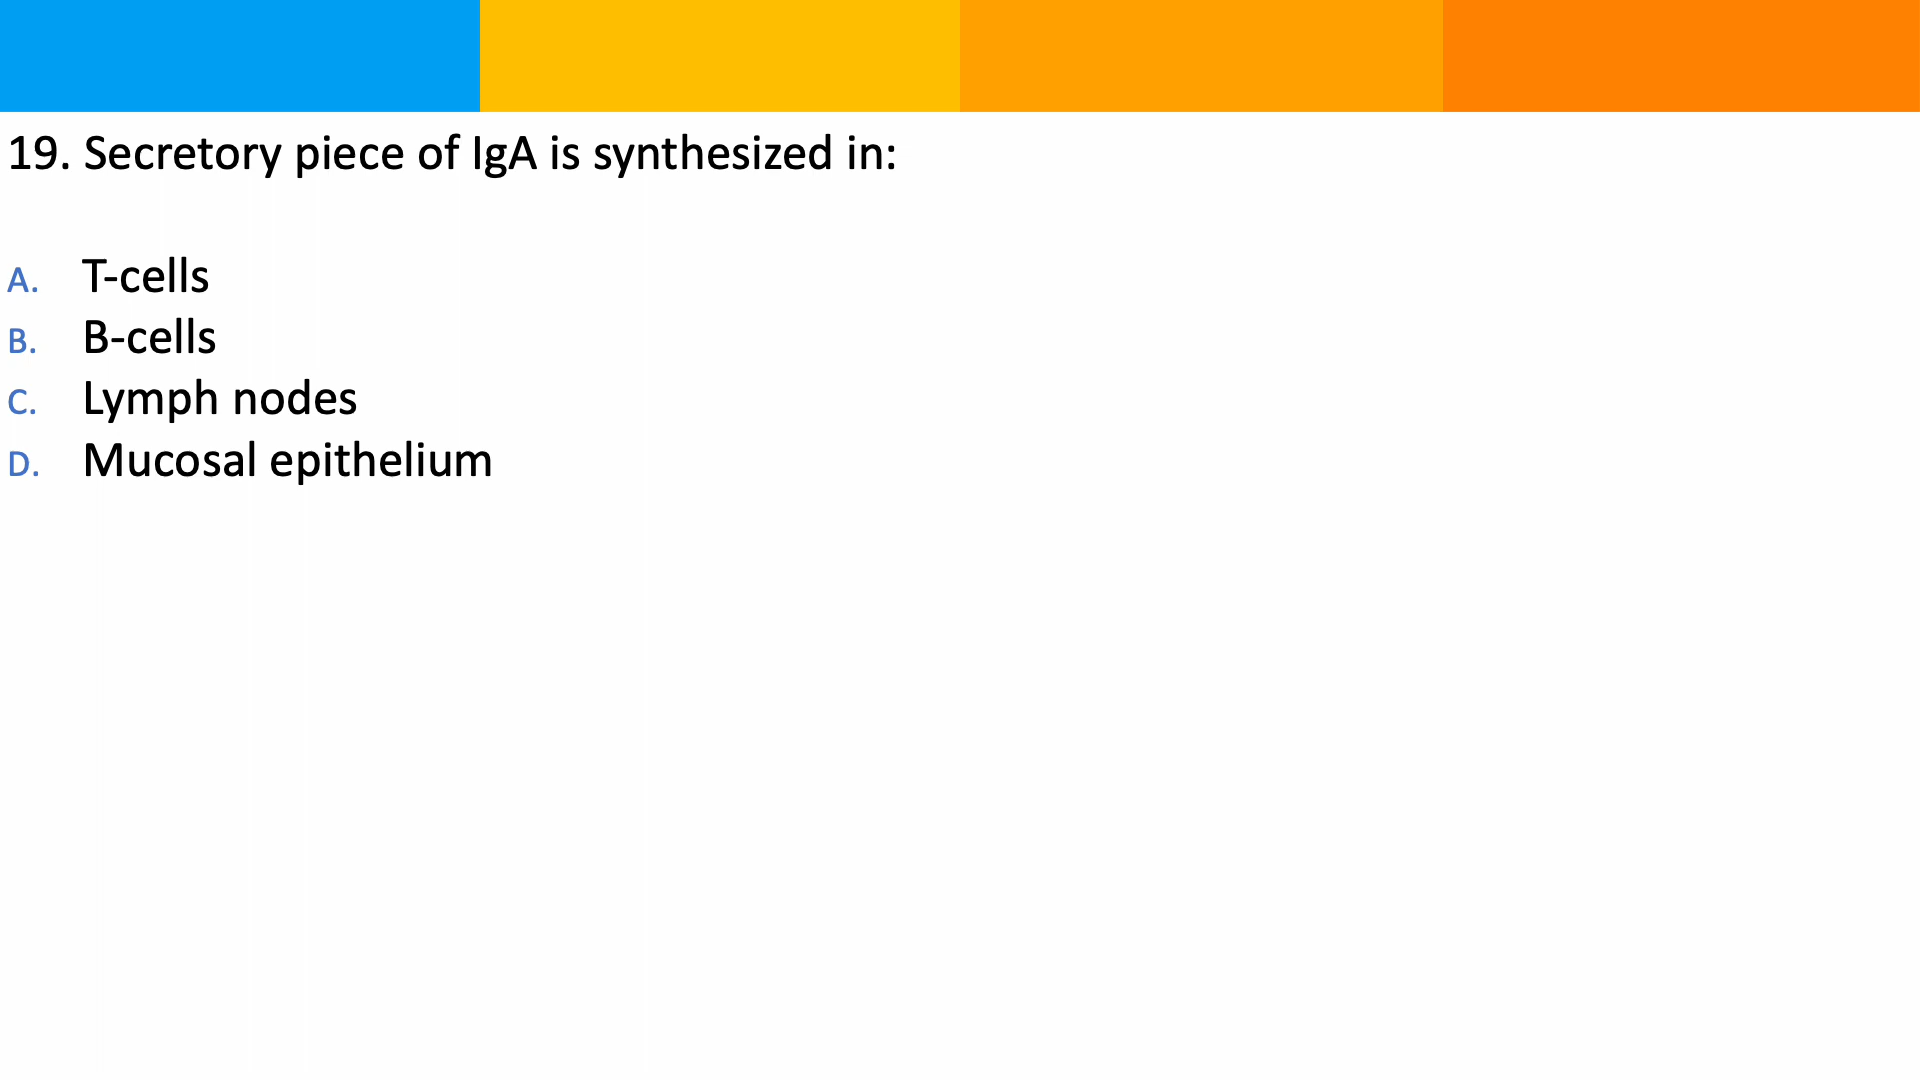 19. Secretory piece of IgA is synthesized in:
A. T-cells
B. B-cells
C. Lymph nodes
D. Mucosal epithelium